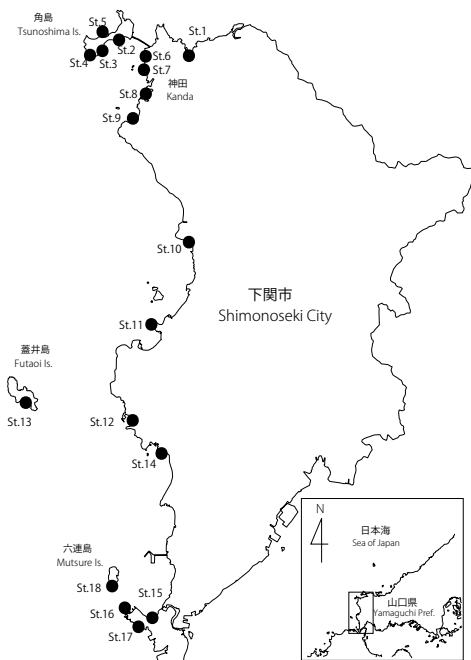 角島
Tsunoshima Is.
St.5
St.2
St.4
St.3
St.1
St.6
St.7
神田
Kanda
St.8
St.9
St.10
下関市
Shimonoseki City
St.11
蓋井島
Futaoi Is.
St.13
St.12
St.14
六連島
Mutsure Is.
St.18
St.15
St.16
St.17
N
日本海
Sea of Japan
山口県
Yamaguchi Pref.